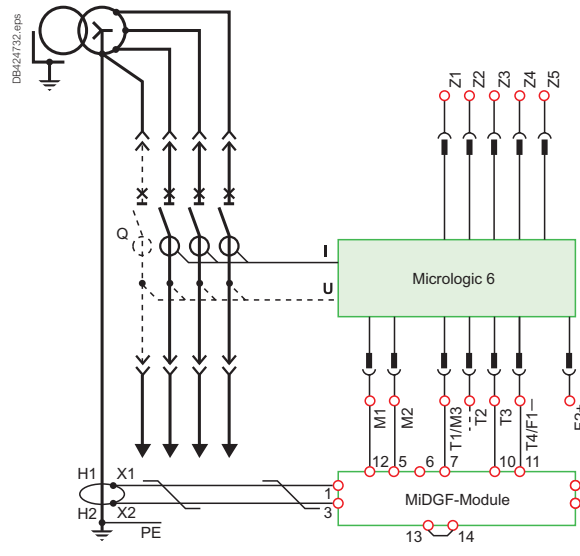 DB424732.eps
Z1
Z2
Z3
Z4
Z5
Q
I
U
Micrologic 6
M1
M2
T1/M3
T2
T3
T4/F1—
12
5
6
7
10
11
H1
X1
H2
X2
PE
1
3
MiDGF-Module
13
14